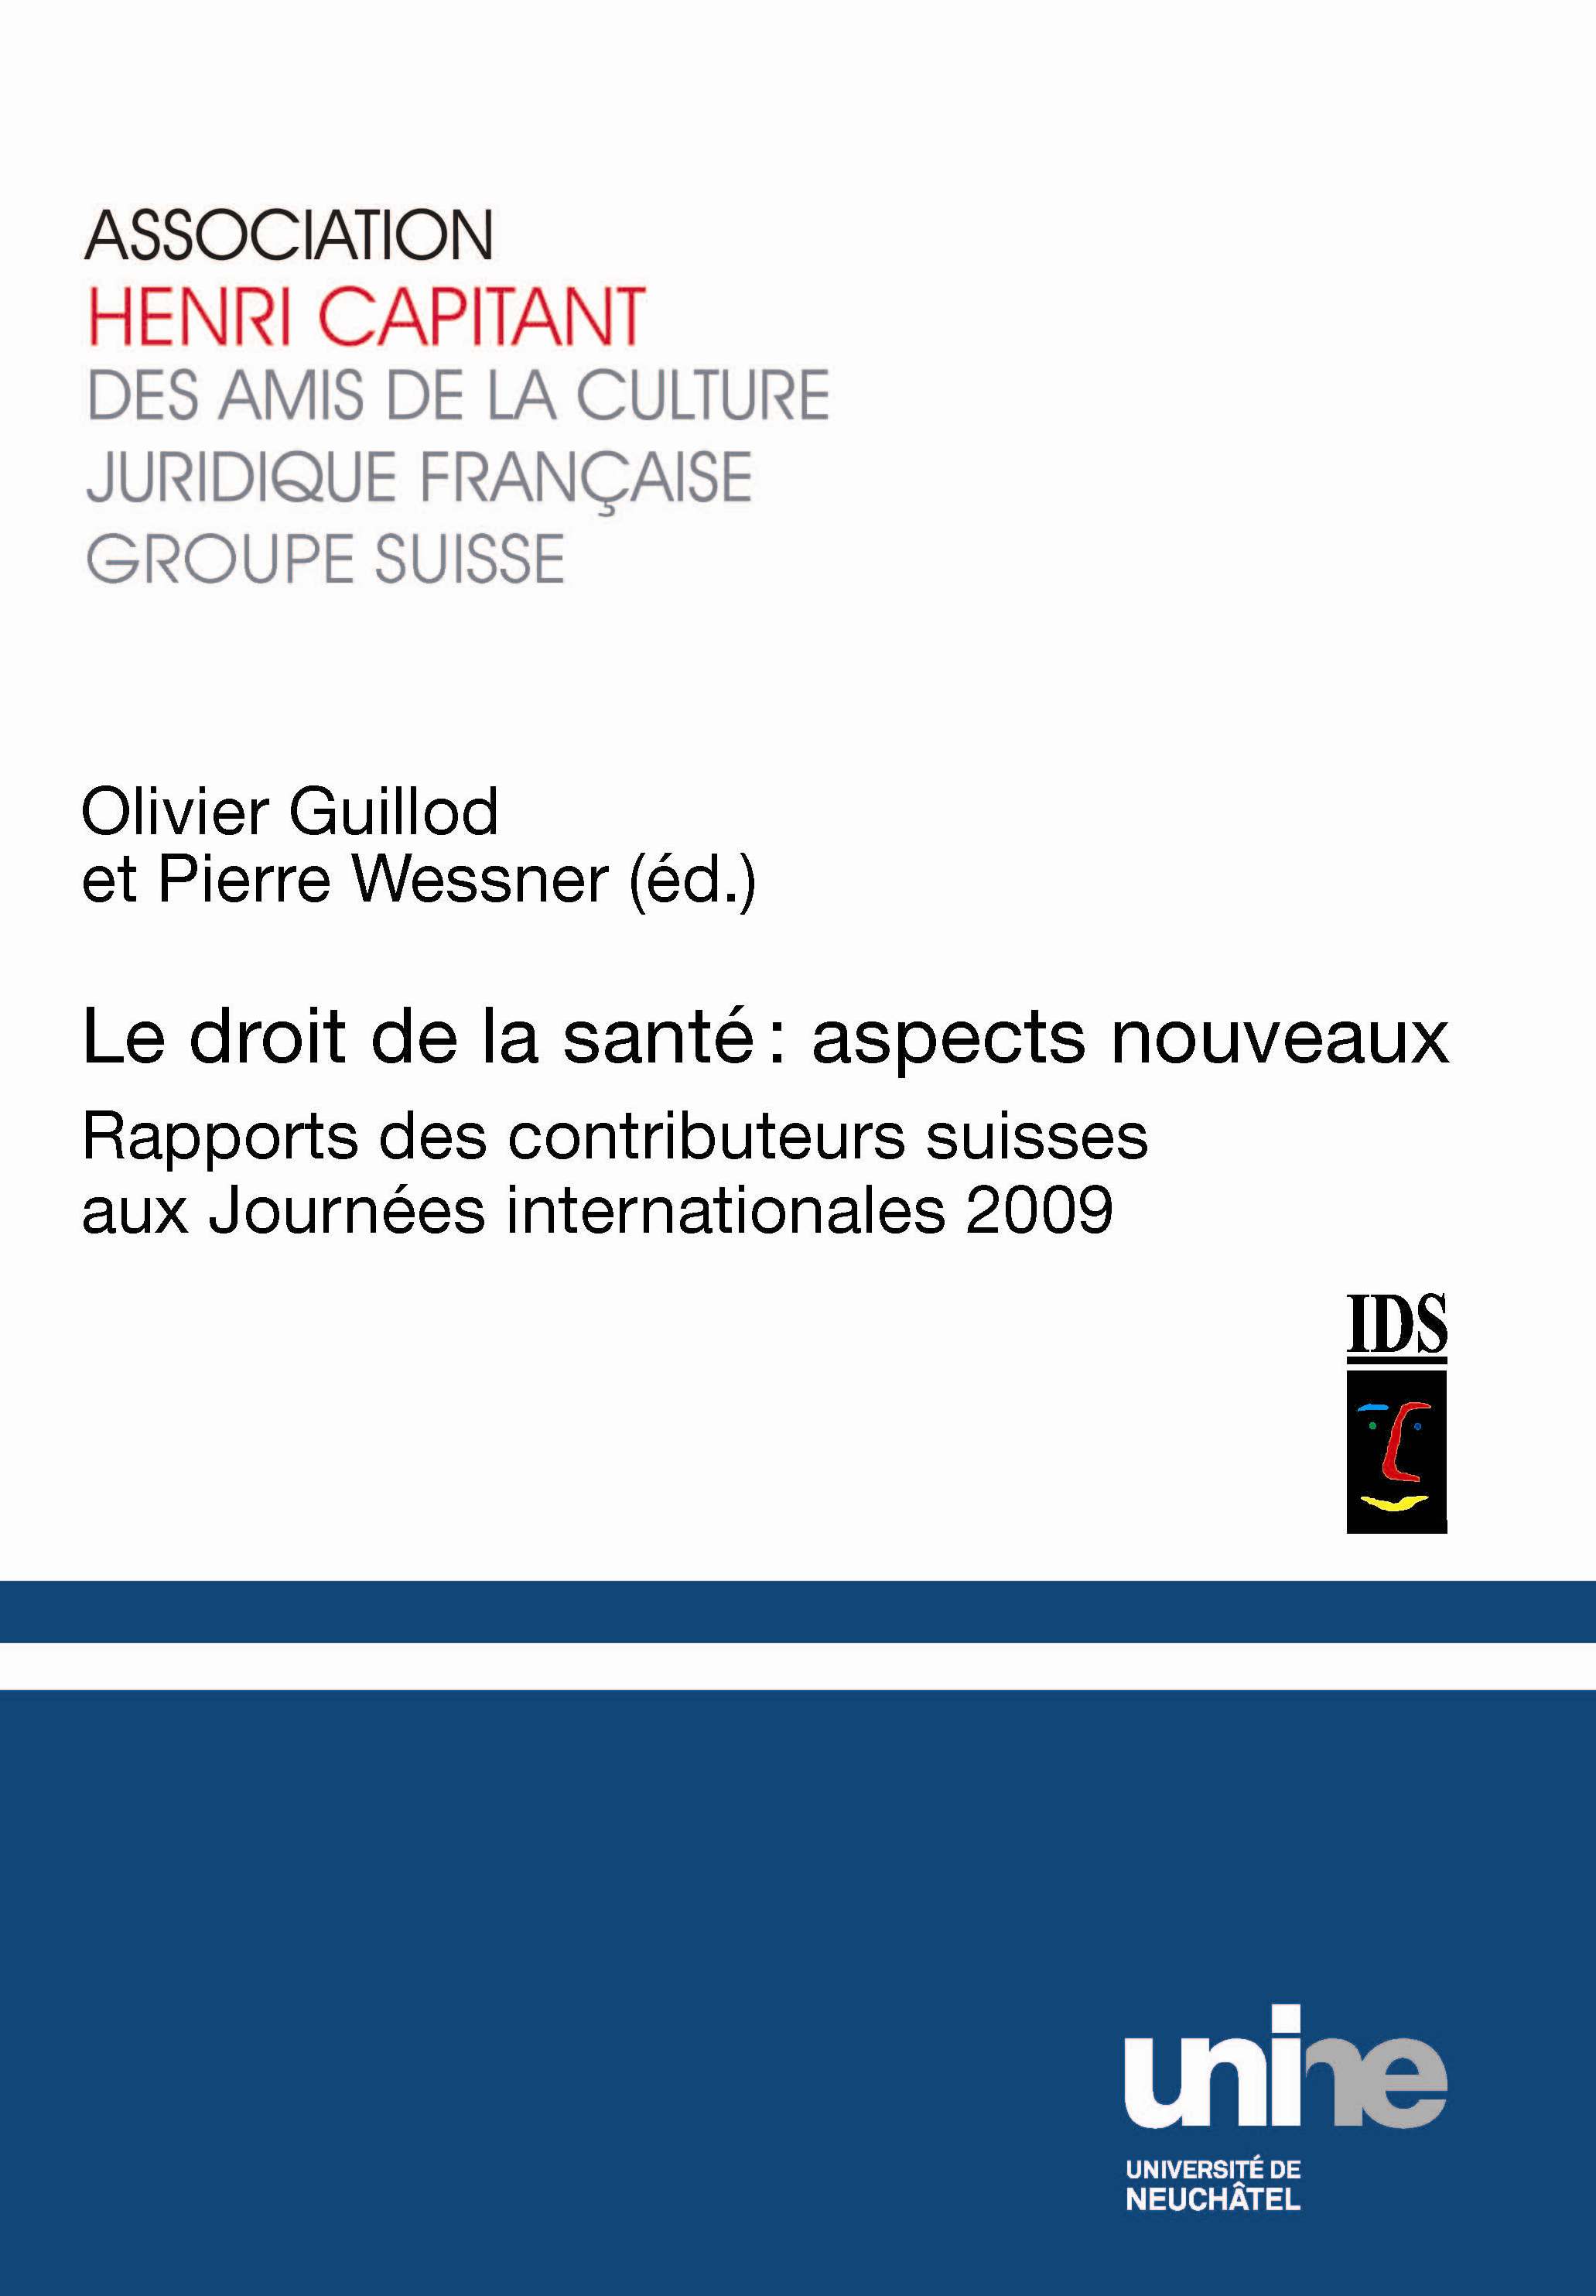 ASSOCIATION
HENRI CAPITANT
DES AMIS DE LA CULTURE
JURIDIQUE FRANÇAISE
GROUPE SUISSE
Olivier Guillod
et Pierre Wessner (éd.)
Le droit de la santé : aspects nouveaux
Rapports des contributeurs suisses
aux Journées internationales 2009
IDS
unine
UNIVERSITÉ DE
NEUCHÂTEL